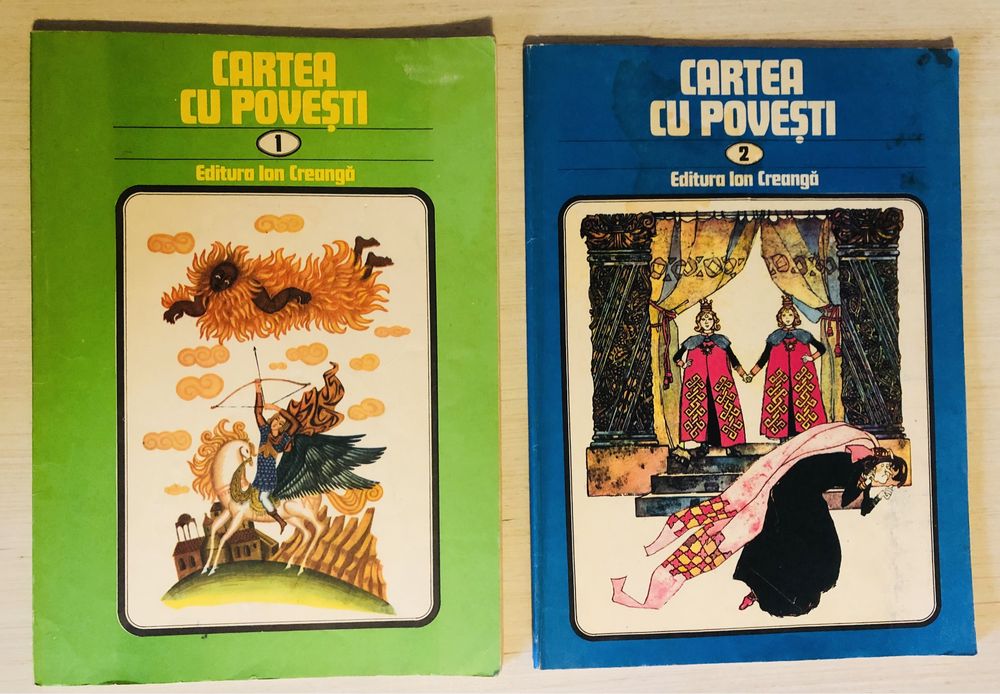 CARTEA
CU POVEȘTI
1
Editura Ion Creangă
CARTEA
CU POVEȘTI
2
Editura Ion Creangă